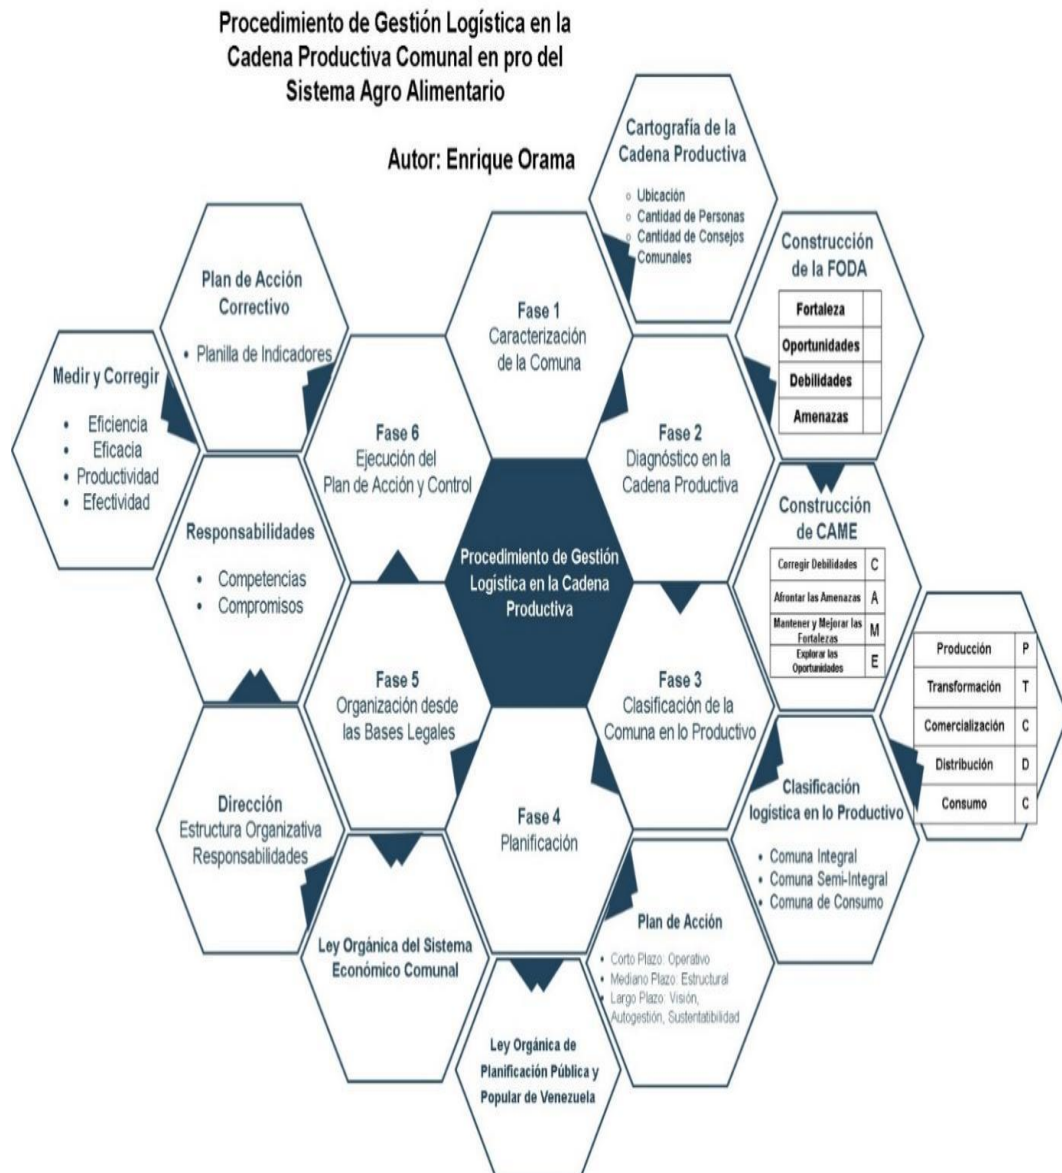 Procedimiento de Gestión Logística en la
Cadena Productiva Comunal en pro del
Sistema Agro Alimentario
Autor: Enrique Orama
Cartografía de la
Cadena Productiva
Ubicación
Cantidad de Personas
Cantidad de Consejos
Comunales
Construcción
de la FODA
Fortaleza
Oportunidades
Debilidades
Amenazas
Plan de Acción
Correctivo
Planilla de Indicadores
Fase 1
Caracterización
de la Comuna
Medir y Corregir
Eficiencia
Eficacia
Productividad
Efectividad
Fase 6
Ejecución del
Plan de Acción y Control
Fase 2
Diagnóstico en la
Cadena Productiva
Construcción
de CAME
Corregir Debilidades C
Afrontar las Amenazas A
Mantener y Mejorar las
Fortalezas M
Explorar las
Oportunidades E
Responsabilidades
Competencias
Compromisos
Procedimiento de Gestión
Logística en la Cadena
Productiva
Producción P
Transformación T
Comercialización C
Distribución D
Consumo C
Fase 5
Organización desde
las Bases Legales
Fase 3
Clasificación de la
Comuna en lo Productivo
Clasificación
logística en lo Productivo
Comuna Integral
Comuna Semi-Integral
Comuna de Consumo
Dirección
Estructura Organizativa
Responsabilidades
Fase 4
Planificación
Plan de Acción
Corto Plazo: Operativo
Mediano Plazo: Estructural
Largo Plazo: Visión,
Autogestión, Sustentatibilidad
Ley Orgánica del Sistema
Económico Comunal
Ley Orgánica de
Planificación Pública y
Popular de Venezuela